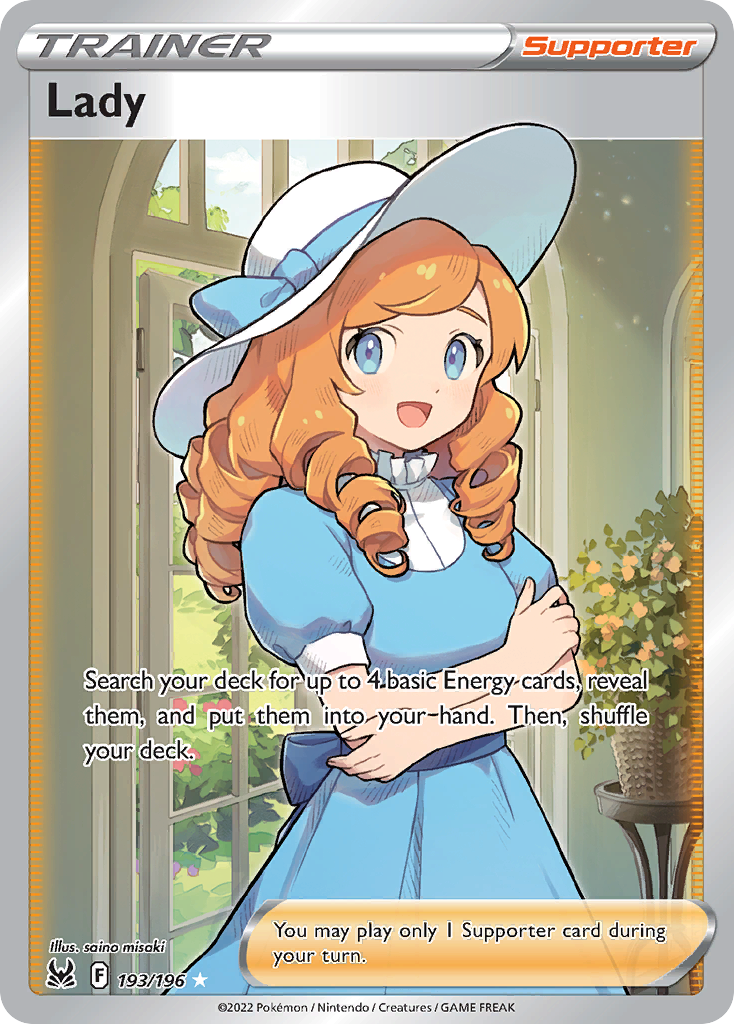 TRAINER
Supporter
Lady
Search your deck for up to 4 basic Energy cards, reveal
them, and put them into your hand. Then, shuffle
your deck.
You may play only 1 Supporter card during
your turn.
Illus. saino misaki
F 193/196 ★
©2022 Pokémon / Nintendo / Creatures / GAME FREAK